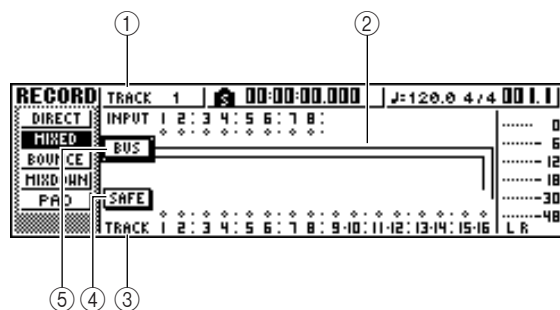 ① ②
RECORD TRACK 1 S 00:00:00.000 ♩=120.0 4/4 001.1
DIRECT INPUT 1 2 3 4 5 6 7 8 0
MIXED BUS 6
BOUNCE 12
MIXDOWN 18
PAD SAFE 30
48
TRACK 1 2 3 4 5 6 7 8 9·10 11·12 13·14 15·16 L R
⑤ ④ ③